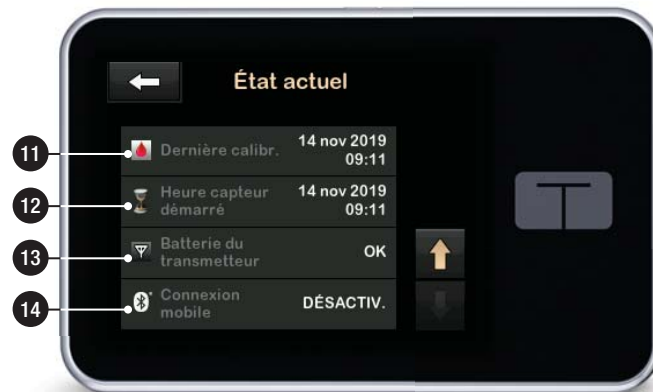 État actuel
11
Dernière calibr.
14 nov 2019
09:11
12
Heure capteur
démarré
14 nov 2019
09:11
13
Batterie du
transmetteur
OK
14
Connexion
mobile
DÉSACTIV.